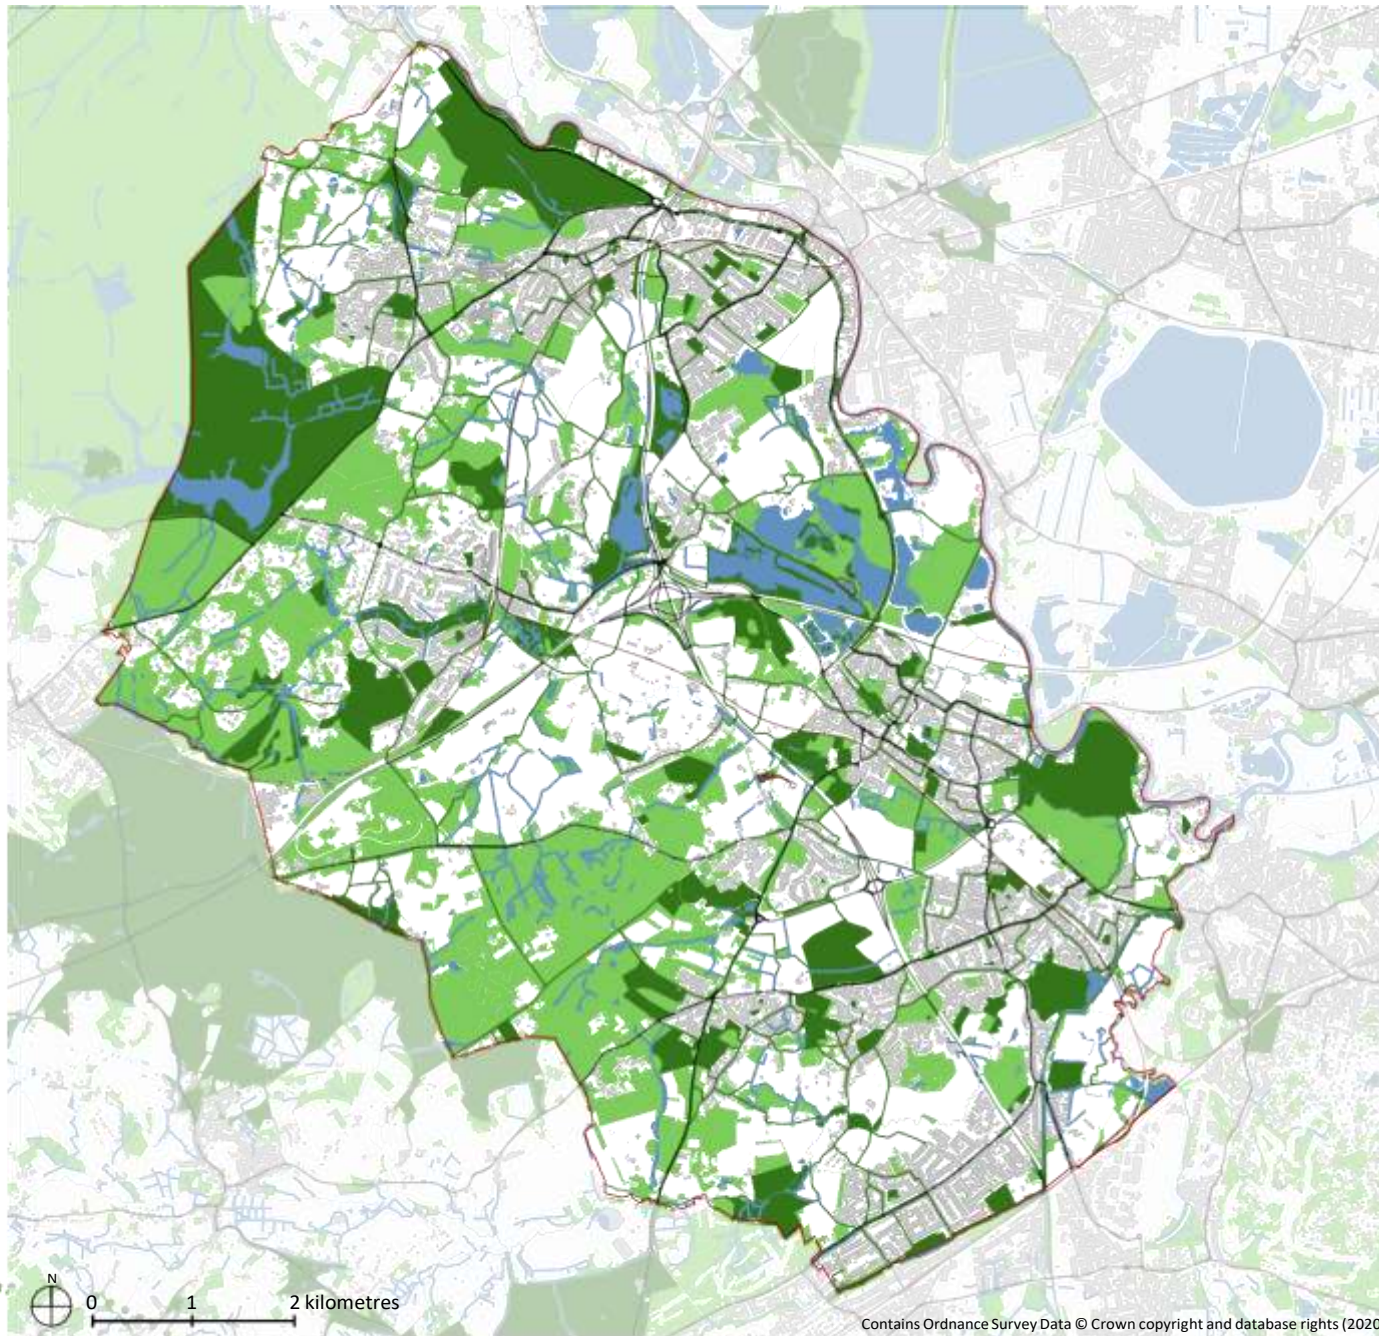 N
0 1 2 kilometres
Contains Ordnance Survey Data © Crown copyright and database rights (2020